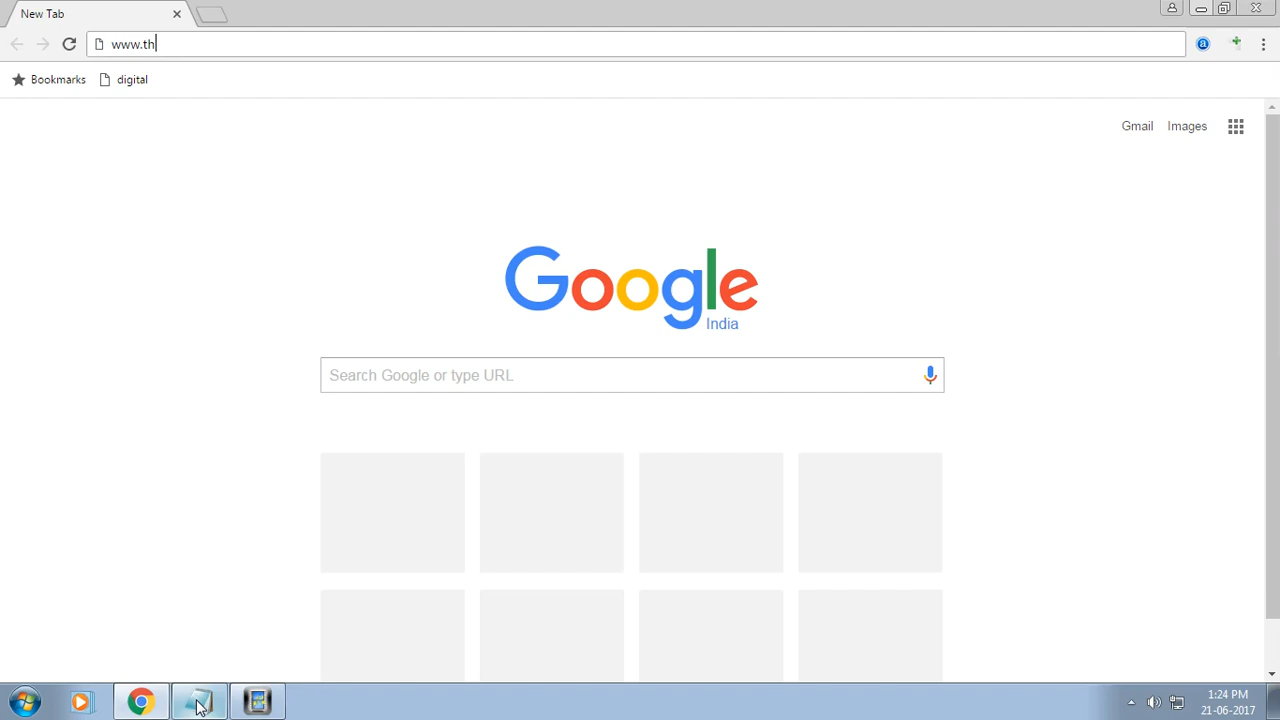 New Tab
www.th
Bookmarks digital
Gmail Images
Google
India
Search Google or type URL
1:24 PM
21-06-2017